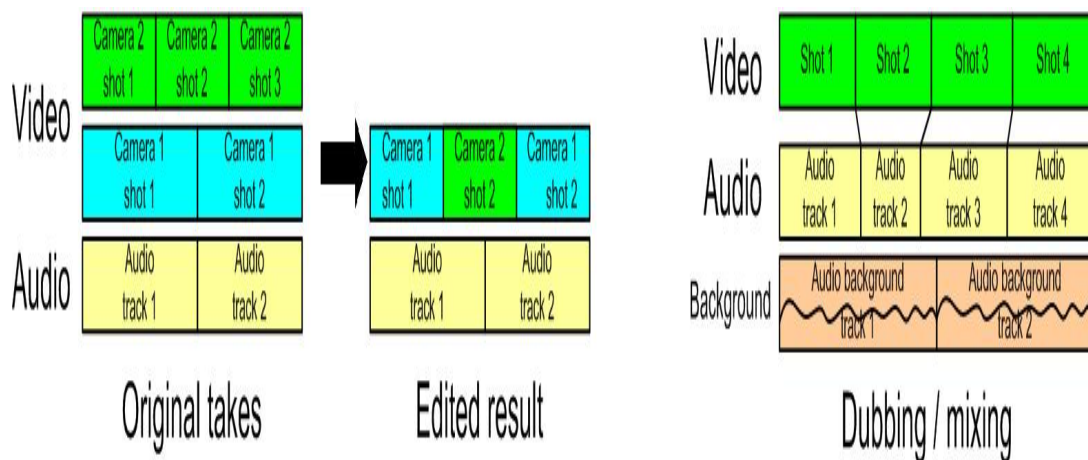 Video
Camera 2
shot 1
Camera 2
shot 2
Camera 2
shot 3
Camera 1
shot 1
Camera 1
shot 2
Audio
Audio
track 1
Audio
track 2
Original takes
Camera 1
shot 1
Camera 2
shot 2
Camera 1
shot 2
Audio
track 1
Audio
track 2
Edited result
Video
Shot 1
Shot 2
Shot 3
Shot 4
Audio
Audio
track 1
Audio
track 2
Audio
track 3
Audio
track 4
Background
Audio background
track 1
Audio background
track 2
Dubbing / mixing